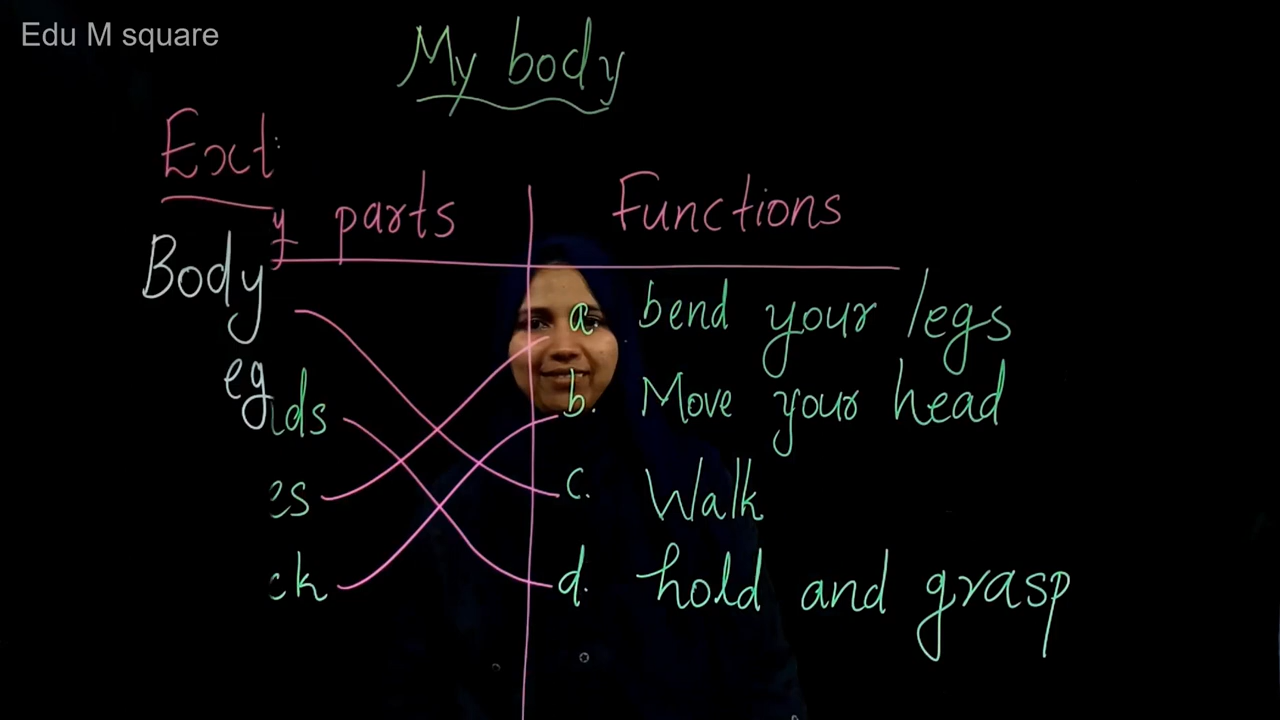 Edu M square
My body
Ext
y parts Functions
Body
a. bend your legs
eg
ds b. Move your head
es c. Walk
ck d. hold and grasp